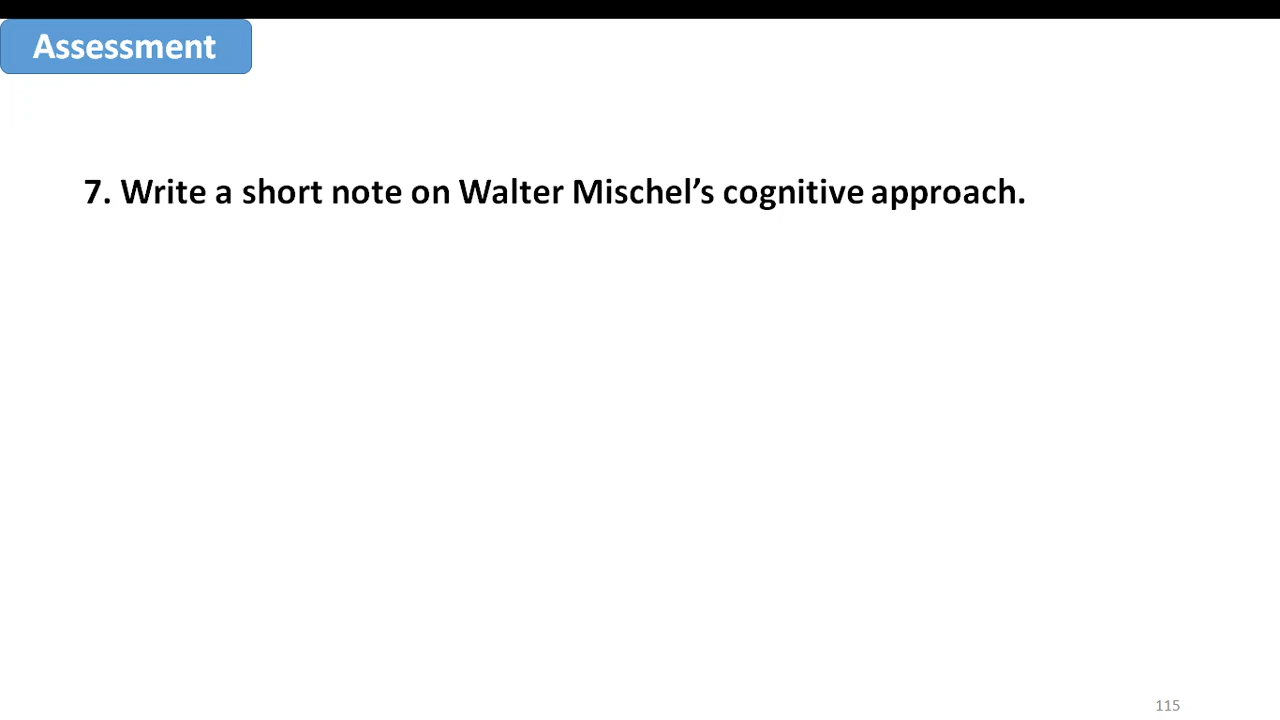 Assessment
7. Write a short note on Walter Mischel’s cognitive approach.
115